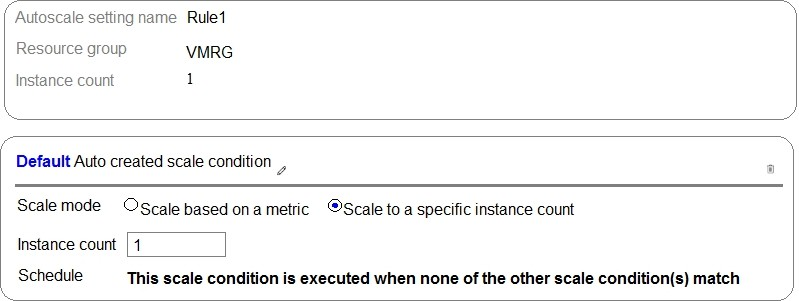 Autoscale setting name Rule1
Resource group VMRG
Instance count 1
Default Auto created scale condition
Scale mode Scale based on a metric Scale to a specific instance count
Instance count 1
Schedule This scale condition is executed when none of the other scale condition(s) match